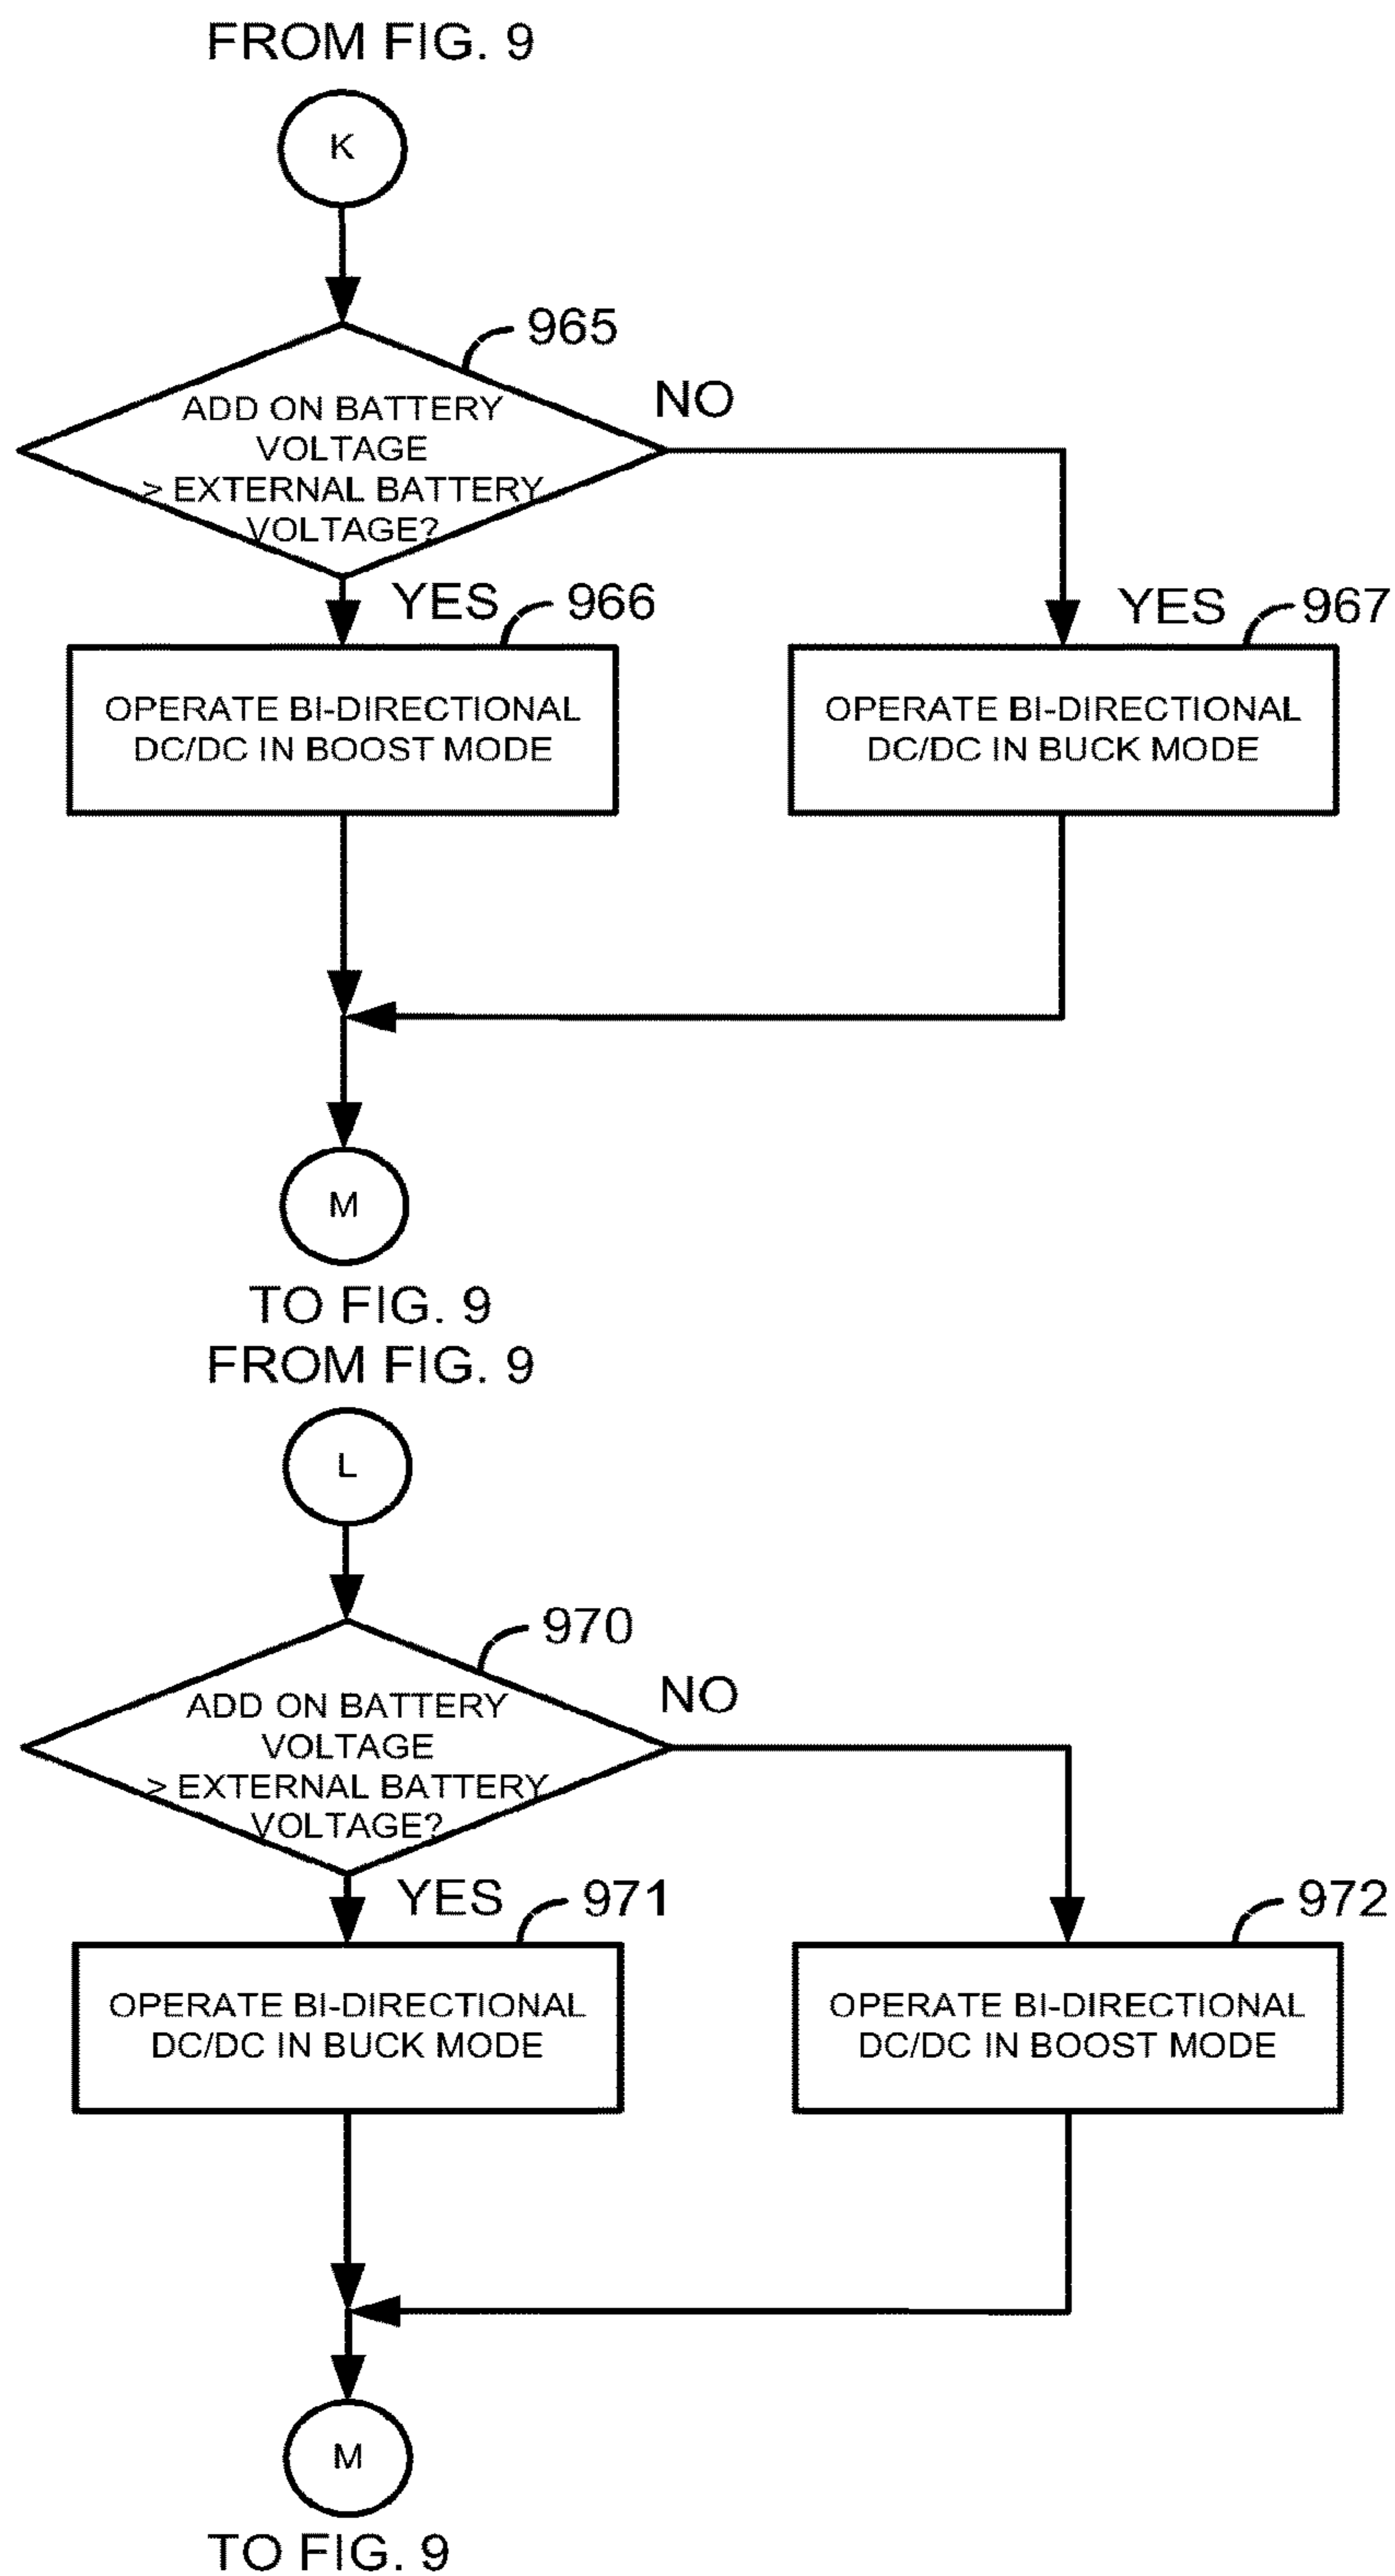 FROM FIG. 9
K
965
NO
ADD ON BATTERY
VOLTAGE
> EXTERNAL BATTERY
VOLTAGE?
YES
966
YES
967
OPERATE BI-DIRECTIONAL
DC/DC IN BOOST MODE
OPERATE BI-DIRECTIONAL
DC/DC IN BUCK MODE
M
TO FIG. 9
FROM FIG. 9
L
970
NO
ADD ON BATTERY
VOLTAGE
> EXTERNAL BATTERY
VOLTAGE?
YES
971
972
OPERATE BI-DIRECTIONAL
DC/DC IN BUCK MODE
OPERATE BI-DIRECTIONAL
DC/DC IN BOOST MODE
M
TO FIG. 9